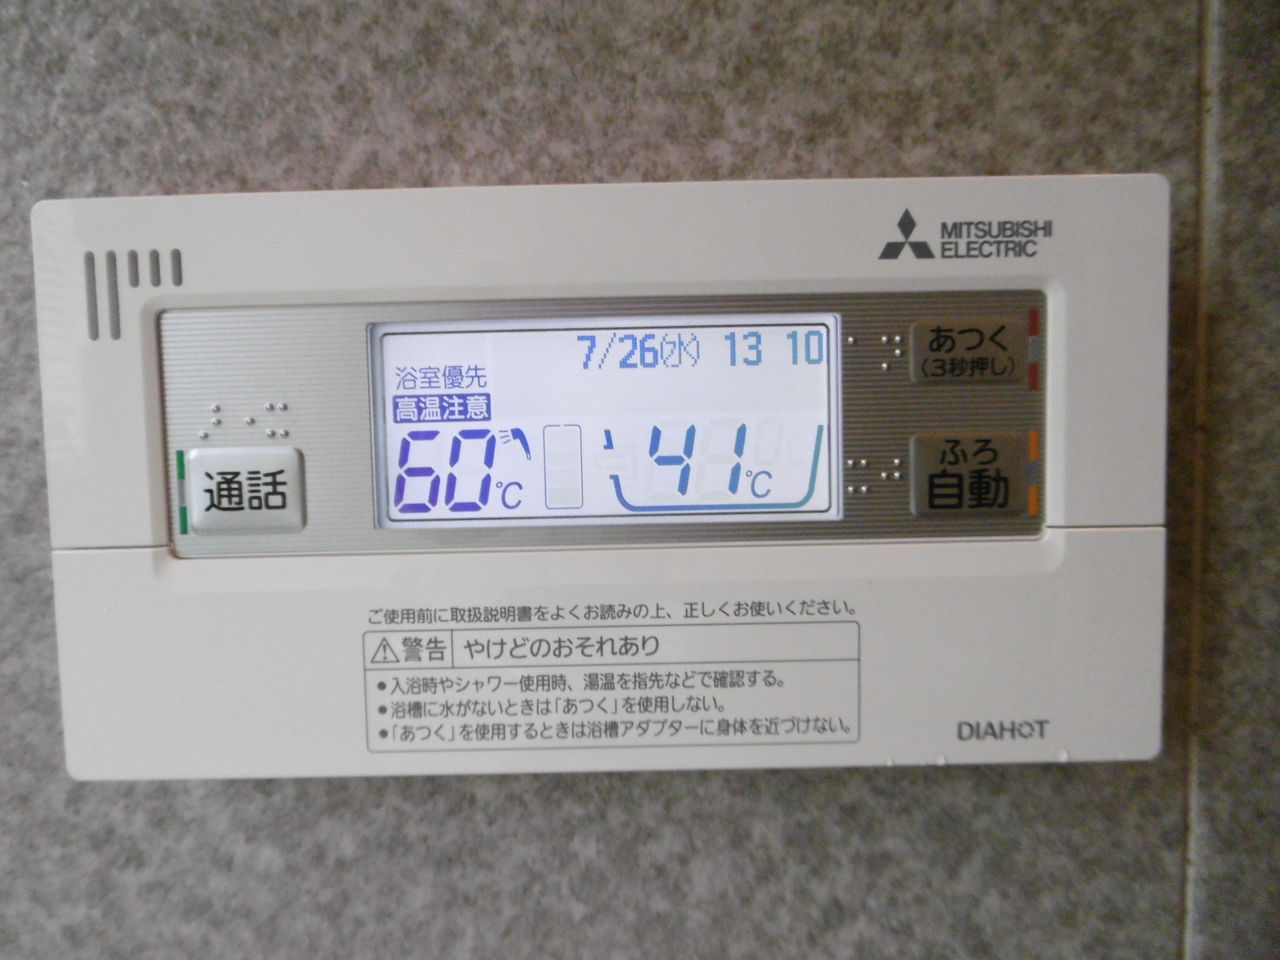 MITSUBISHI
ELECTRIC
7/26(水) 13 10
浴室優先
高温注意
60℃
41℃
あつく
(3秒押し)
ふろ
自動
通話
ご使用前に取扱説明書をよくお読みの上、正しくお使いください。
警告 やけどのおそれあり
●入浴時やシャワー使用時、湯温を指先などで確認する。
●浴槽に水がないときは「あつく」を使用しない。
●「あつく」を使用するときは浴槽アダプターに身体を近づけない。
DIAHOT